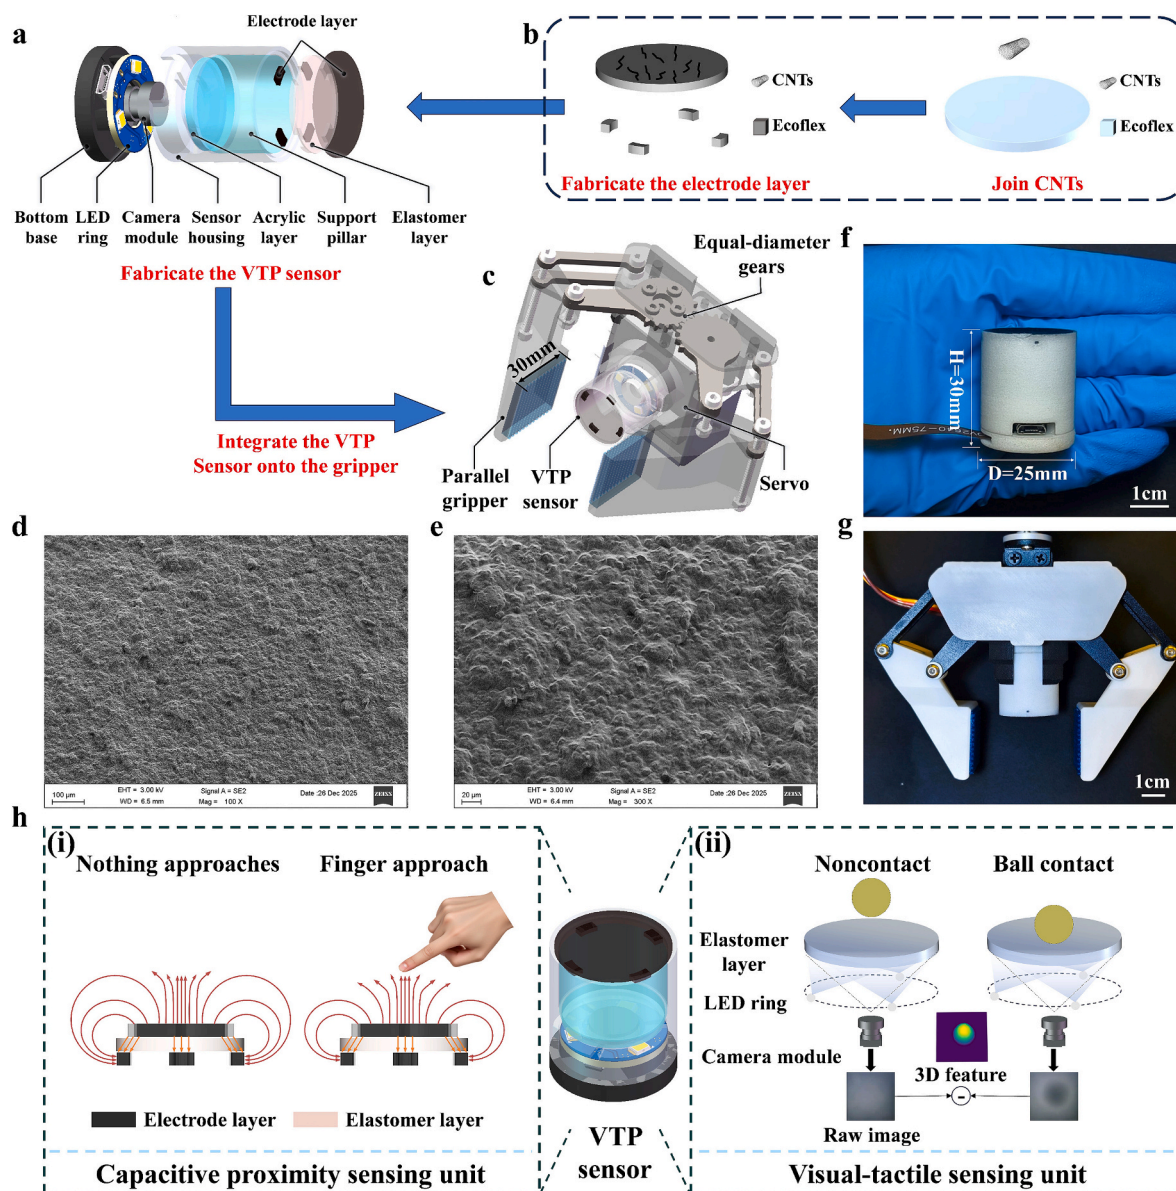 a
Electrode layer
Bottom base
LED ring
Camera module
Sensor housing
Acrylic layer
Support pillar
Elastomer layer
Fabricate the VTP sensor
b
CNTs
Ecoflex
Fabricate the electrode layer
CNTs
Ecoflex
Join CNTs
Integrate the VTP
Sensor onto the gripper
c
Equal-diameter
gears
30mm
Parallel
gripper
VTP
sensor
Servo
f
H=30mm
D=25mm
1cm
d
100 µm
EHT = 3.00 kV
WD = 6.5 mm
Signal A = SE2
Mag = 100 X
Date :26 Dec 2025
ZEISS
e
20 µm
EHT = 3.00 kV
WD = 6.4 mm
Signal A = SE2
Mag = 300 X
Date :26 Dec 2025
ZEISS
g
1cm
h
(i)
Nothing approaches
Finger approach
Electrode layer
Elastomer layer
Capacitive proximity sensing unit
VTP
sensor
(ii)
Noncontact
Ball contact
Elastomer
layer
LED ring
Camera module
3D feature
-
Raw image
Visual-tactile sensing unit